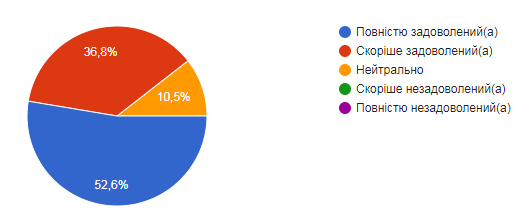 36,8%
10,5%
52,6%
Повністю задоволений(а)
Скоріше задоволений(а)
Нейтрально
Скоріше незадоволений(а)
Повністю незадоволений(а)